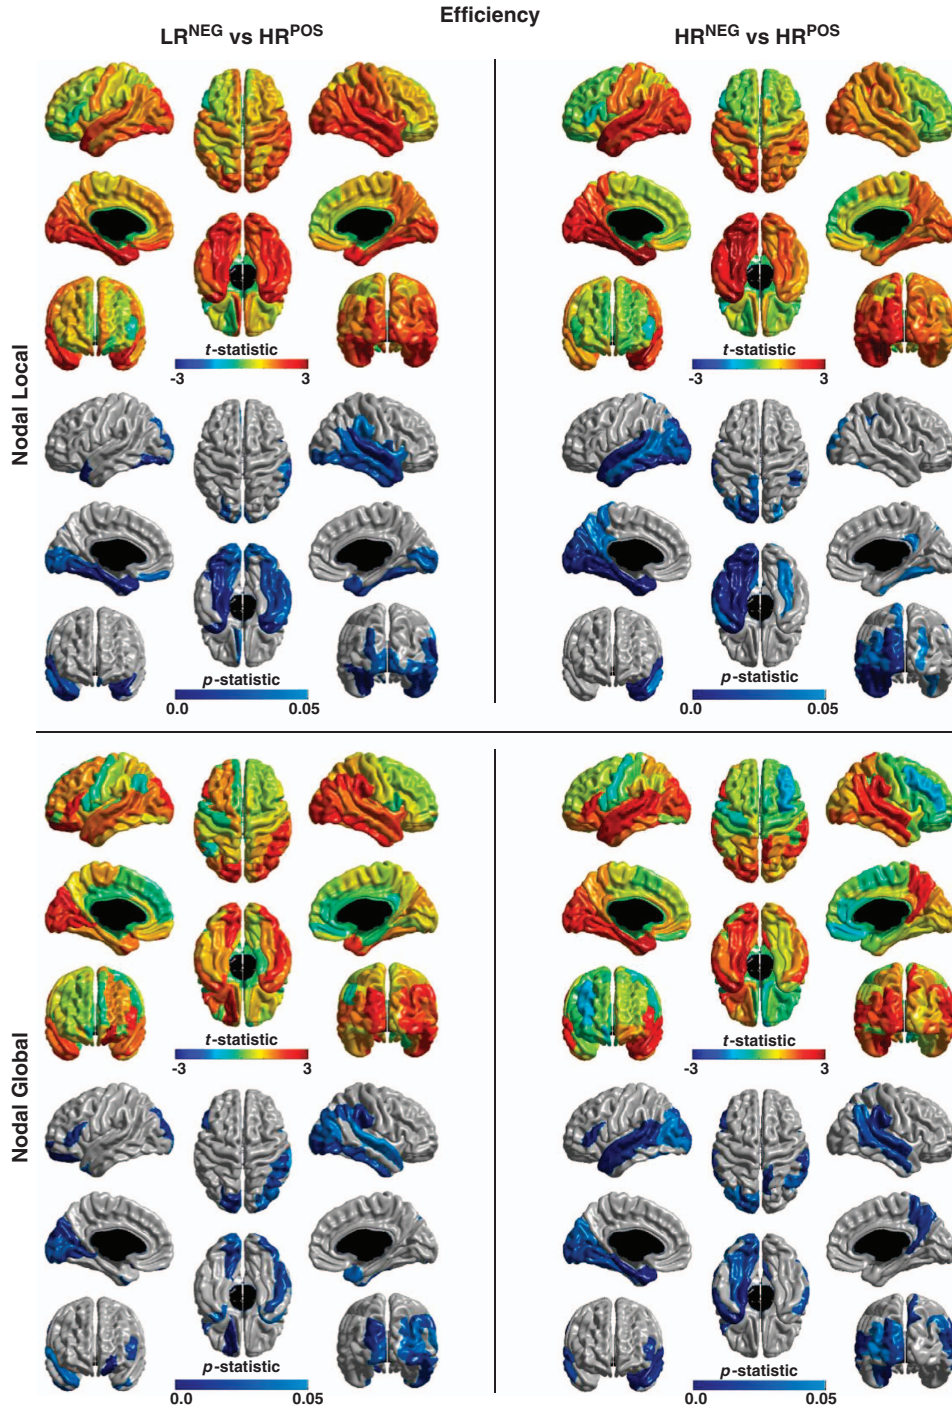 Efficiency
LR^NEG vs HR^POS
HR^NEG vs HR^POS
Nodal Local
t-statistic
-3 3
t-statistic
-3 3
p-statistic
0.0 0.05
p-statistic
0.0 0.05
Nodal Global
t-statistic
-3 3
t-statistic
-3 3
p-statistic
0.0 0.05
p-statistic
0.0 0.05